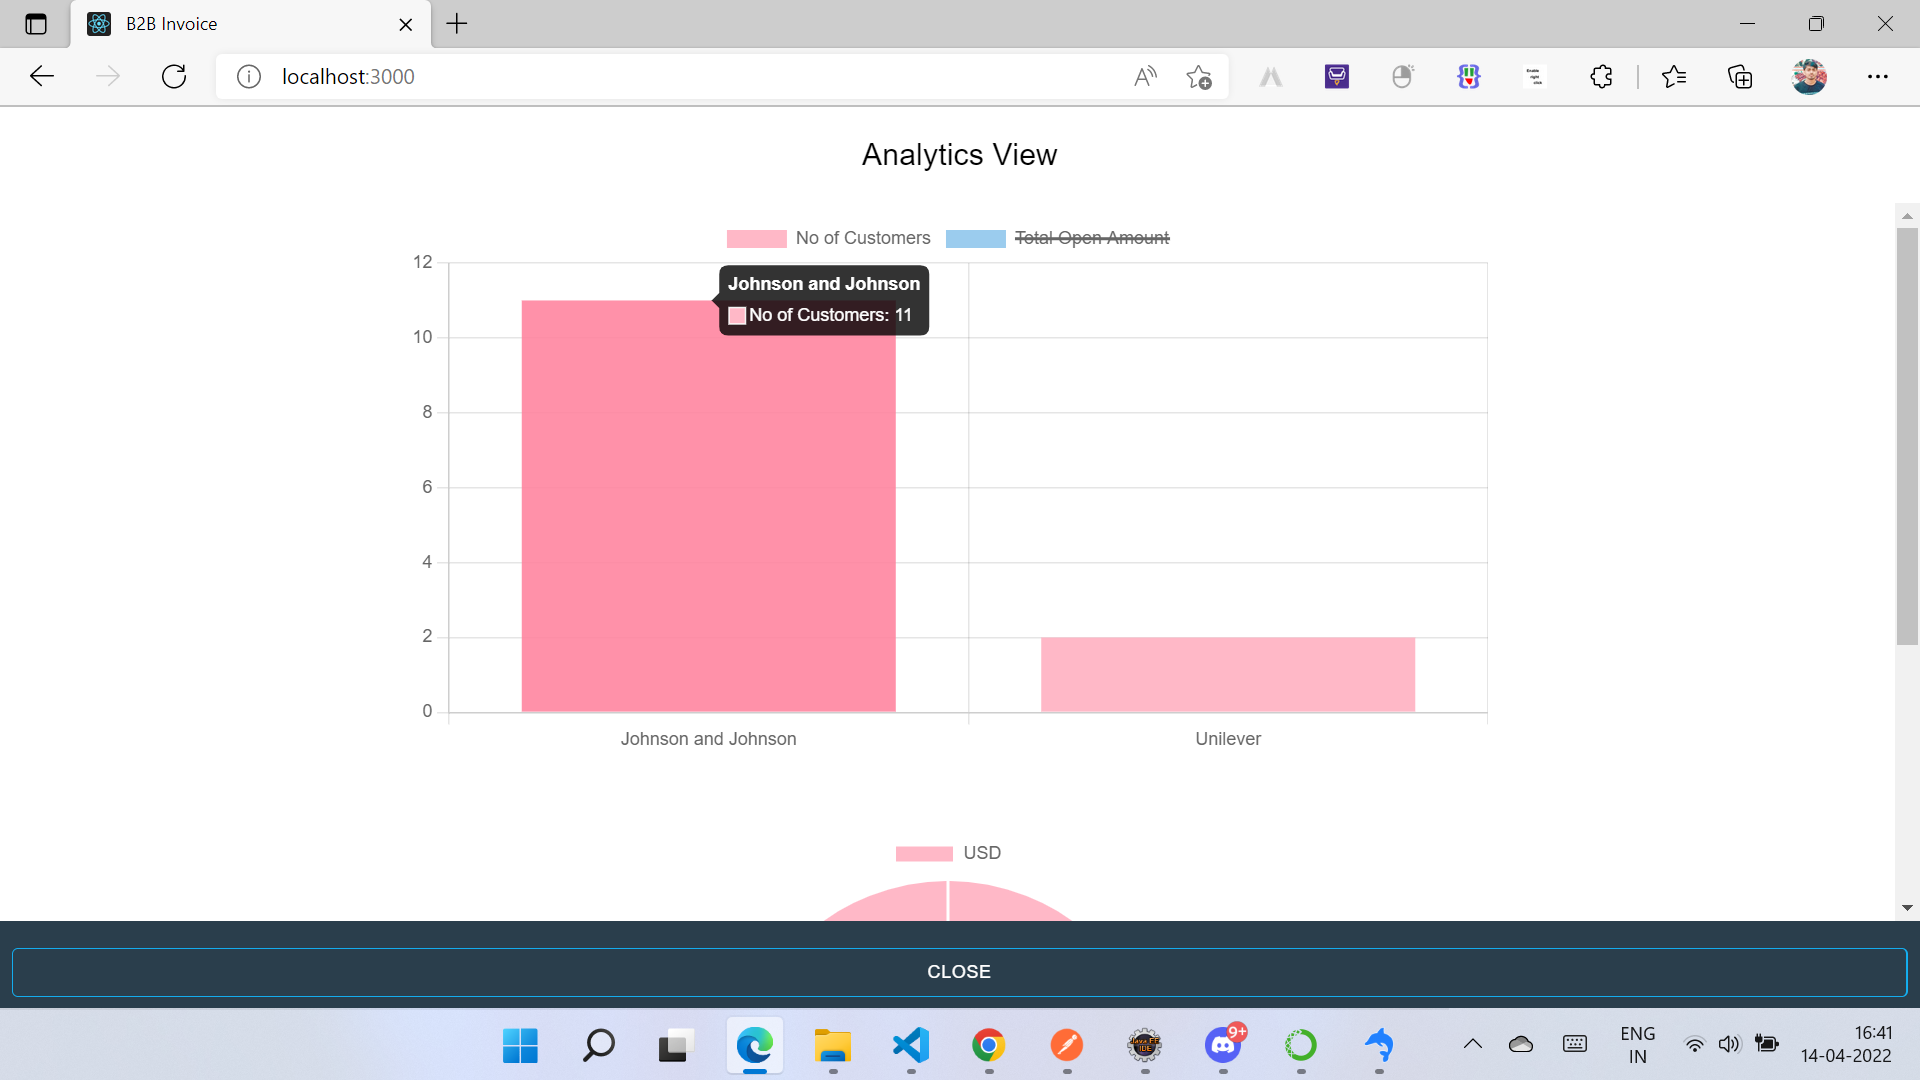 B2B Invoice
localhost:3000
Analytics View
No of Customers Total Open Amount
12
Johnson and Johnson
No of Customers: 11
10
8
6
4
2
0
Johnson and Johnson Unilever
USD
CLOSE
9+
ENG
IN
16:41
14-04-2022